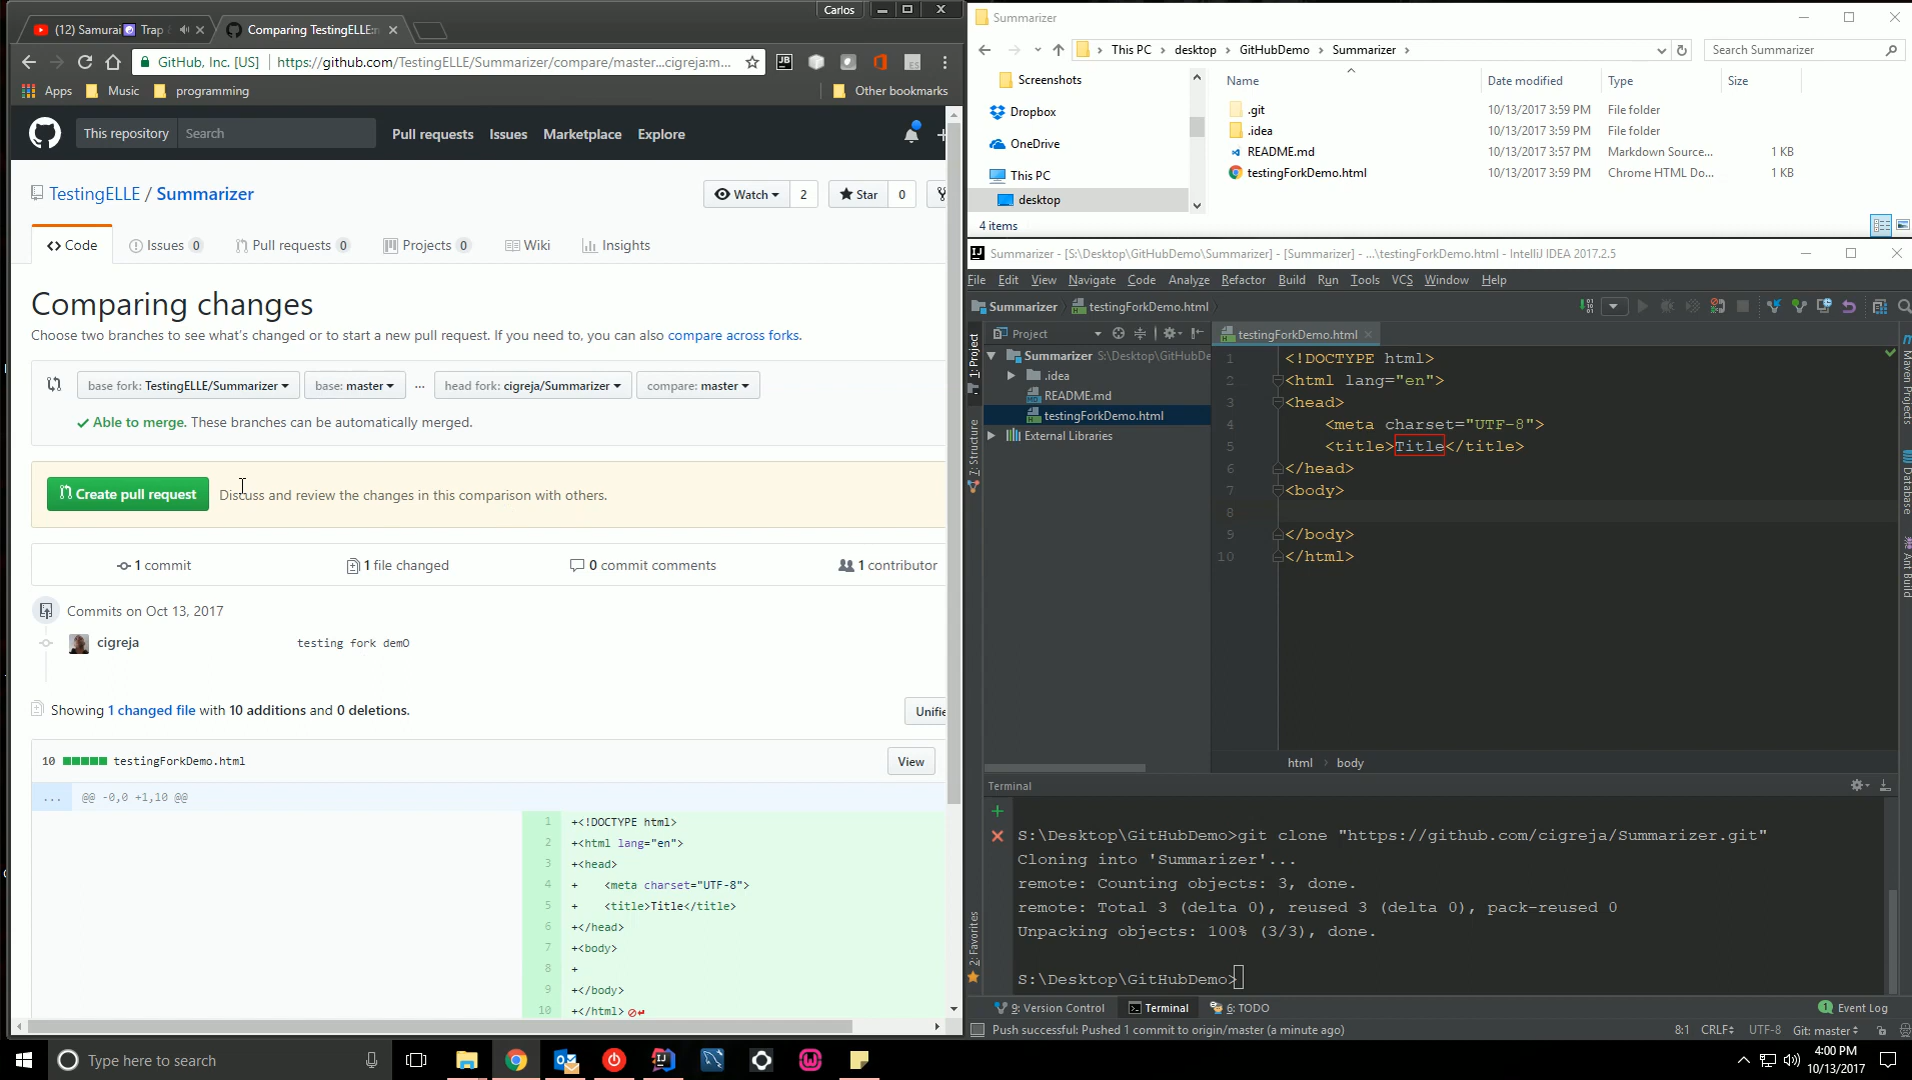 Carlos
(12) Samurai Trap
Comparing TestingELLE:m
GitHub, Inc. [US]
https://github.com/TestingELLE/Summarizer/compare/master...cigreja:m...
Apps
Music
programming
Other bookmarks
This repository
Search
Pull requests
Issues
Marketplace
Explore
TestingELLE / Summarizer
Watch
2
Star
0
<> Code
Issues 0
Pull requests 0
Projects 0
Wiki
Insights
Comparing changes
Choose two branches to see what's changed or to start a new pull request. If you need to, you can also compare across forks.
base fork: TestingELLE/Summarizer
base: master
...
head fork: cigreja/Summarizer
compare: master
Able to merge. These branches can be automatically merged.
Create pull request
Discuss and review the changes in this comparison with others.
1 commit
1 file changed
0 commit comments
1 contributor
Commits on Oct 13, 2017
cigreja
testing fork demO
Showing 1 changed file with 10 additions and 0 deletions.
Unifie
10
testingForkDemo.html
View
...
@@ -0,0 +1,10 @@
1 +<!DOCTYPE html>
2 +<html lang="en">
3 +<head>
4 +    <meta charset="UTF-8">
5 +    <title>Title</title>
6 +</head>
7 +<body>
8 +
9 +</body>
10 +</html>
Summarizer
This PC
desktop
GitHubDemo
Summarizer
Search Summarizer
Screenshots
Dropbox
OneDrive
This PC
desktop
Name
Date modified
Type
Size
.git 10/13/2017 3:59 PM File folder
.idea 10/13/2017 3:59 PM File folder
README.md 10/13/2017 3:57 PM Markdown Source... 1 KB
testingForkDemo.html 10/13/2017 3:59 PM Chrome HTML Do... 1 KB
4 items
Summarizer - [S:\Desktop\GitHubDemo\Summarizer] - [Summarizer] - ...\testingForkDemo.html - IntelliJ IDEA 2017.2.5
File Edit View Navigate Code Analyze Refactor Build Run Tools VCS Window Help
Summarizer
testingForkDemo.html
1: Project
7: Structure
2: Favorites
Project
Summarizer S:\Desktop\GitHubDe
.idea
README.md
testingForkDemo.html
External Libraries
testingForkDemo.html
1 <!DOCTYPE html>
2 <html lang="en">
3 <head>
4     <meta charset="UTF-8">
5     <title>Title</title>
6 </head>
7 <body>
8
9 </body>
10 </html>
html
body
Maven Projects
Database
Ant Build
Terminal
S:\Desktop\GitHubDemo>git clone "https://github.com/cigreja/Summarizer.git"
Cloning into 'Summarizer'...
remote: Counting objects: 3, done.
remote: Total 3 (delta 0), reused 3 (delta 0), pack-reused 0
Unpacking objects: 100% (3/3), done.
S:\Desktop\GitHubDemo>
9: Version Control
Terminal
6: TODO
1 Event Log
Push successful: Pushed 1 commit to origin/master (a minute ago)
8:1
CRLF
UTF-8
Git: master
Type here to search
4:00 PM
10/13/2017